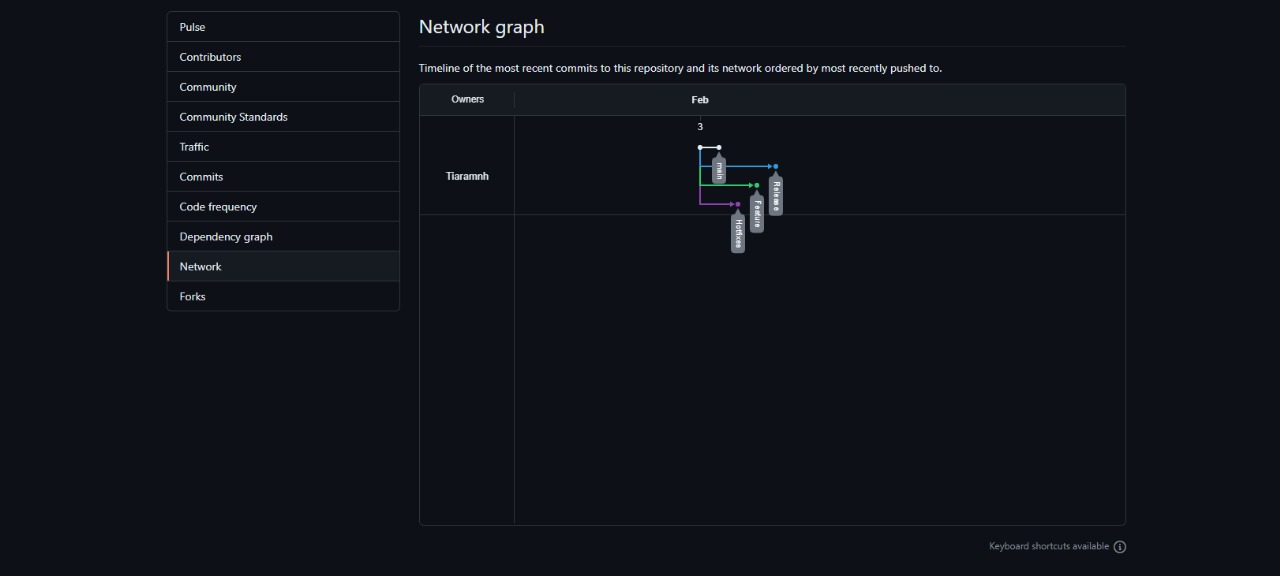 Pulse
Contributors
Community
Community Standards
Traffic
Commits
Code frequency
Dependency graph
Network
Forks
Network graph
Timeline of the most recent commits to this repository and its network ordered by most recently pushed to.
Owners
Feb
3
Tiaramnh
main
Release
Feature
Hotfixes
Keyboard shortcuts available